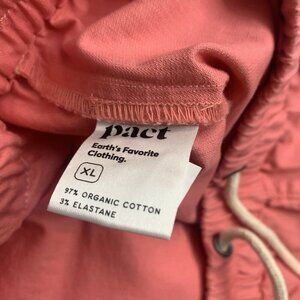 pact
Earth's Favorite
Clothing.
XL
97% ORGANIC COTTON
3% ELASTANE